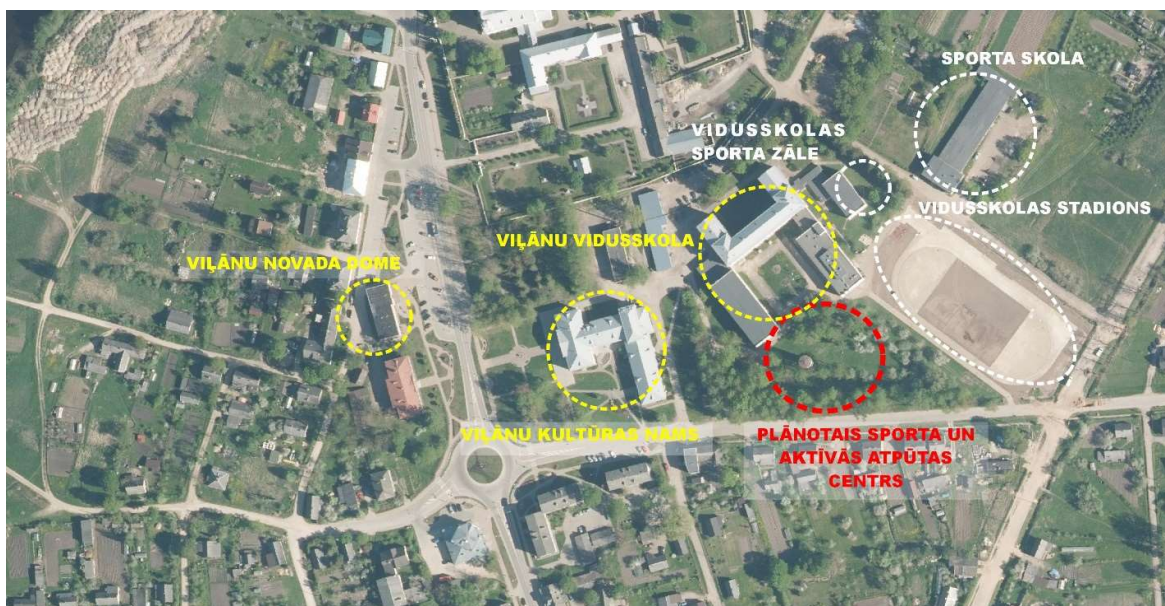 SPORTA SKOLA
VIDUSSKOLAS
SPORTA ZĀLE
VIDUSSKOLAS STADIONS
VIĻĀNU VIDUSSKOLA
VIĻĀNU NOVADA DOME
VIĻĀNU KULTŪRAS NAMS
PLĀNOTAIS SPORTA UN
AKTĪVĀS ATPŪTAS
CENTRS